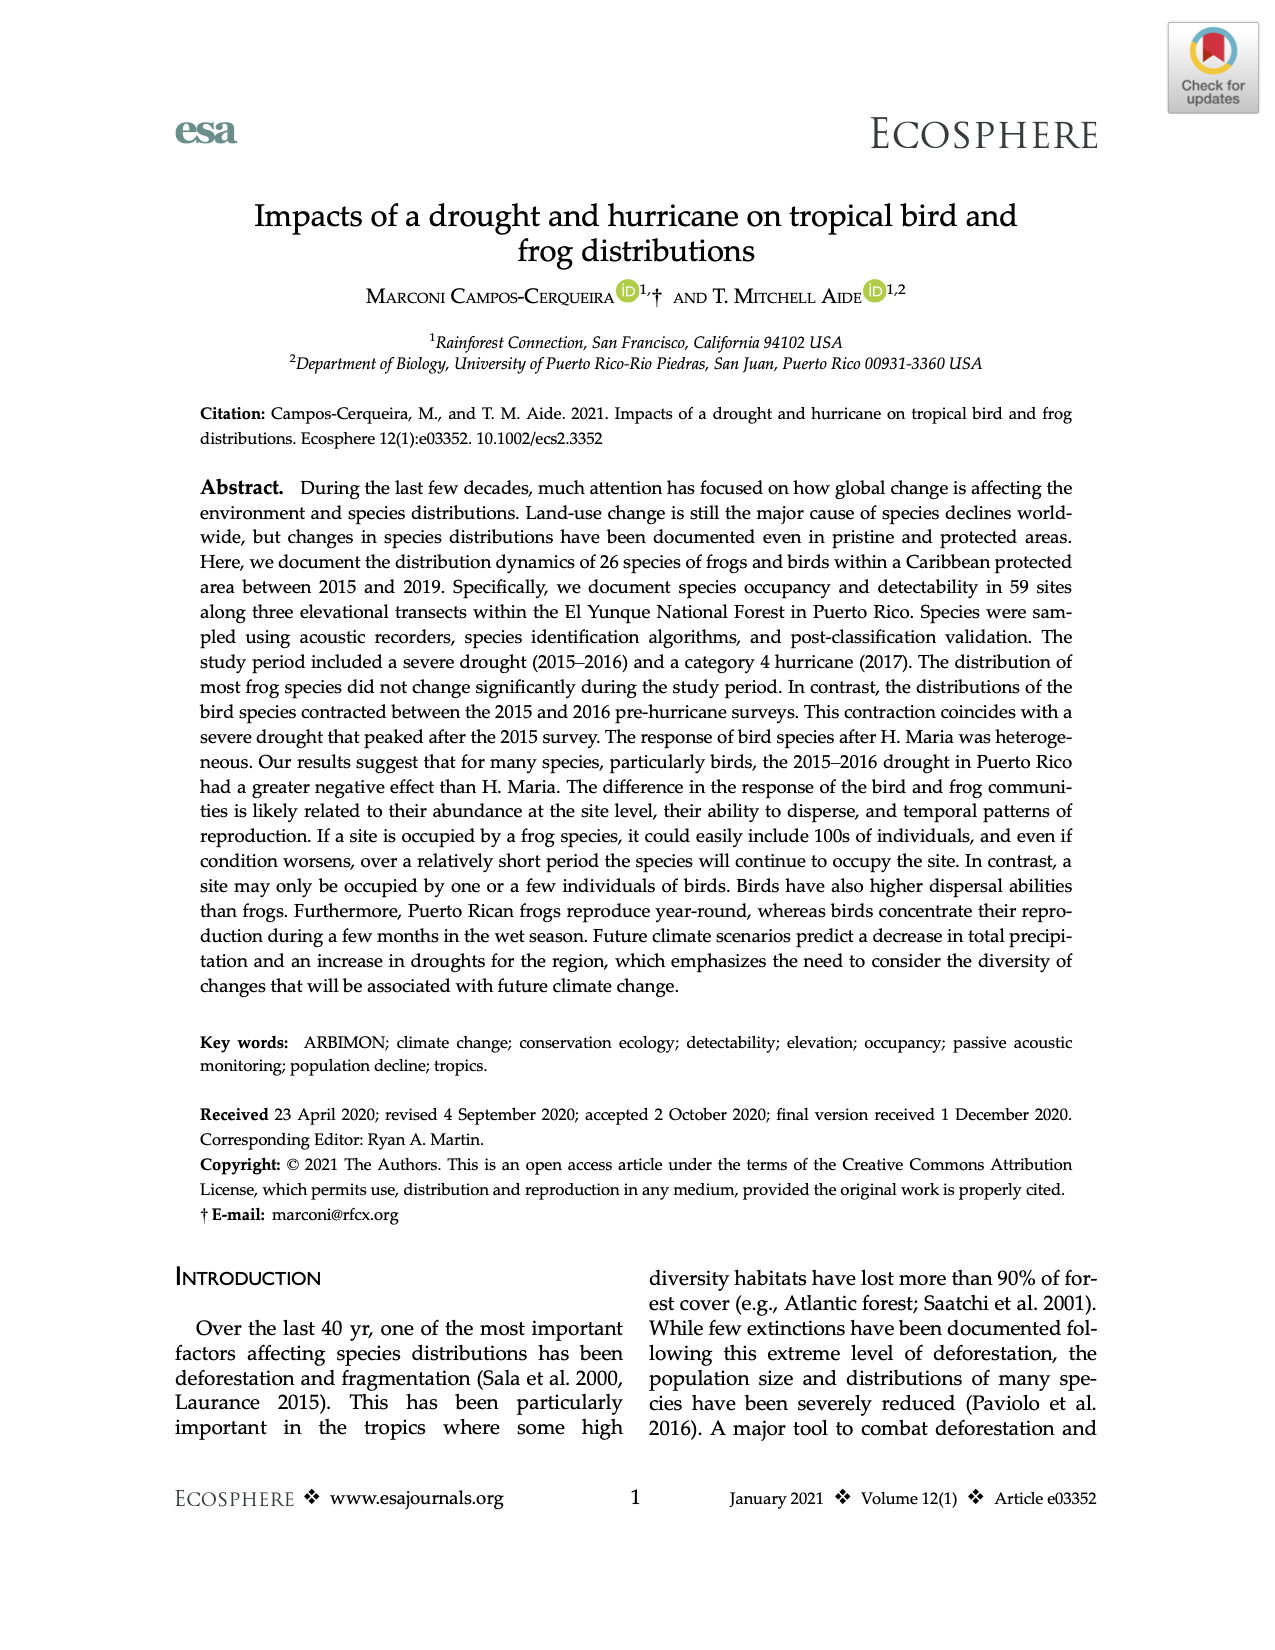 Check for
updates
esa
ECOSPHERE
Impacts of a drought and hurricane on tropical bird and
frog distributions
MARCONI CAMPOS-CERQUEIRA iD 1,† AND T. MITCHELL AIDE iD 1,2
1Rainforest Connection, San Francisco, California 94102 USA
2Department of Biology, University of Puerto Rico-Rio Piedras, San Juan, Puerto Rico 00931-3360 USA
Citation: Campos-Cerqueira, M., and T. M. Aide. 2021. Impacts of a drought and hurricane on tropical bird and frog
distributions. Ecosphere 12(1):e03352. 10.1002/ecs2.3352
Abstract. During the last few decades, much attention has focused on how global change is affecting the
environment and species distributions. Land-use change is still the major cause of species declines world-
wide, but changes in species distributions have been documented even in pristine and protected areas.
Here, we document the distribution dynamics of 26 species of frogs and birds within a Caribbean protected
area between 2015 and 2019. Specifically, we document species occupancy and detectability in 59 sites
along three elevational transects within the El Yunque National Forest in Puerto Rico. Species were sam-
pled using acoustic recorders, species identification algorithms, and post-classification validation. The
study period included a severe drought (2015–2016) and a category 4 hurricane (2017). The distribution of
most frog species did not change significantly during the study period. In contrast, the distributions of the
bird species contracted between the 2015 and 2016 pre-hurricane surveys. This contraction coincides with a
severe drought that peaked after the 2015 survey. The response of bird species after H. Maria was heteroge-
neous. Our results suggest that for many species, particularly birds, the 2015–2016 drought in Puerto Rico
had a greater negative effect than H. Maria. The difference in the response of the bird and frog communi-
ties is likely related to their abundance at the site level, their ability to disperse, and temporal patterns of
reproduction. If a site is occupied by a frog species, it could easily include 100s of individuals, and even if
condition worsens, over a relatively short period the species will continue to occupy the site. In contrast, a
site may only be occupied by one or a few individuals of birds. Birds have also higher dispersal abilities
than frogs. Furthermore, Puerto Rican frogs reproduce year-round, whereas birds concentrate their repro-
duction during a few months in the wet season. Future climate scenarios predict a decrease in total precipi-
tation and an increase in droughts for the region, which emphasizes the need to consider the diversity of
changes that will be associated with future climate change.
Key words: ARBIMON; climate change; conservation ecology; detectability; elevation; occupancy; passive acoustic
monitoring; population decline; tropics.
Received 23 April 2020; revised 4 September 2020; accepted 2 October 2020; final version received 1 December 2020.
Corresponding Editor: Ryan A. Martin.
Copyright: © 2021 The Authors. This is an open access article under the terms of the Creative Commons Attribution
License, which permits use, distribution and reproduction in any medium, provided the original work is properly cited.
† E-mail: marconi@rfcx.org
INTRODUCTION
Over the last 40 yr, one of the most important
factors affecting species distributions has been
deforestation and fragmentation (Sala et al. 2000,
Laurance 2015). This has been particularly
important in the tropics where some high
diversity habitats have lost more than 90% of for-
est cover (e.g., Atlantic forest; Saatchi et al. 2001).
While few extinctions have been documented fol-
lowing this extreme level of deforestation, the
population size and distributions of many spe-
cies have been severely reduced (Paviolo et al.
2016). A major tool to combat deforestation and
ECOSPHERE ❖ www.esajournals.org
1
January 2021 ❖ Volume 12(1) ❖ Article e03352